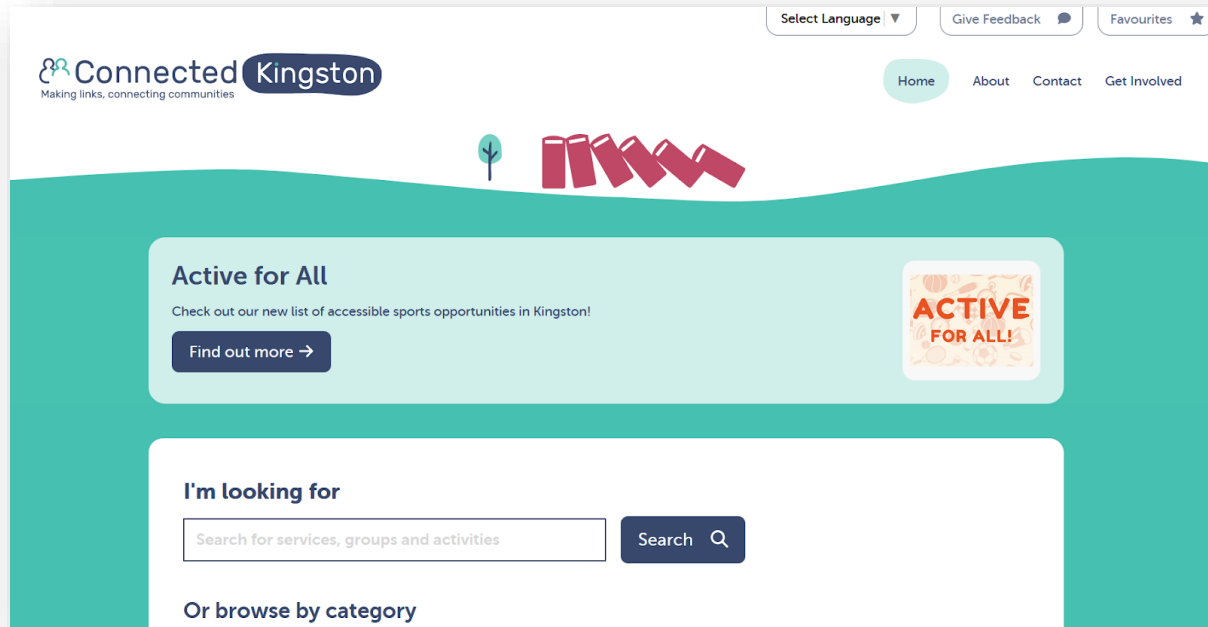 Select Language ▼
Give Feedback
Favourites
Connected Kingston
Making links, connecting communities
Home
About
Contact
Get Involved
Active for All
Check out our new list of accessible sports opportunities in Kingston!
Find out more →
ACTIVE
FOR ALL!
I'm looking for
Search for services, groups and activities
Search
Or browse by category